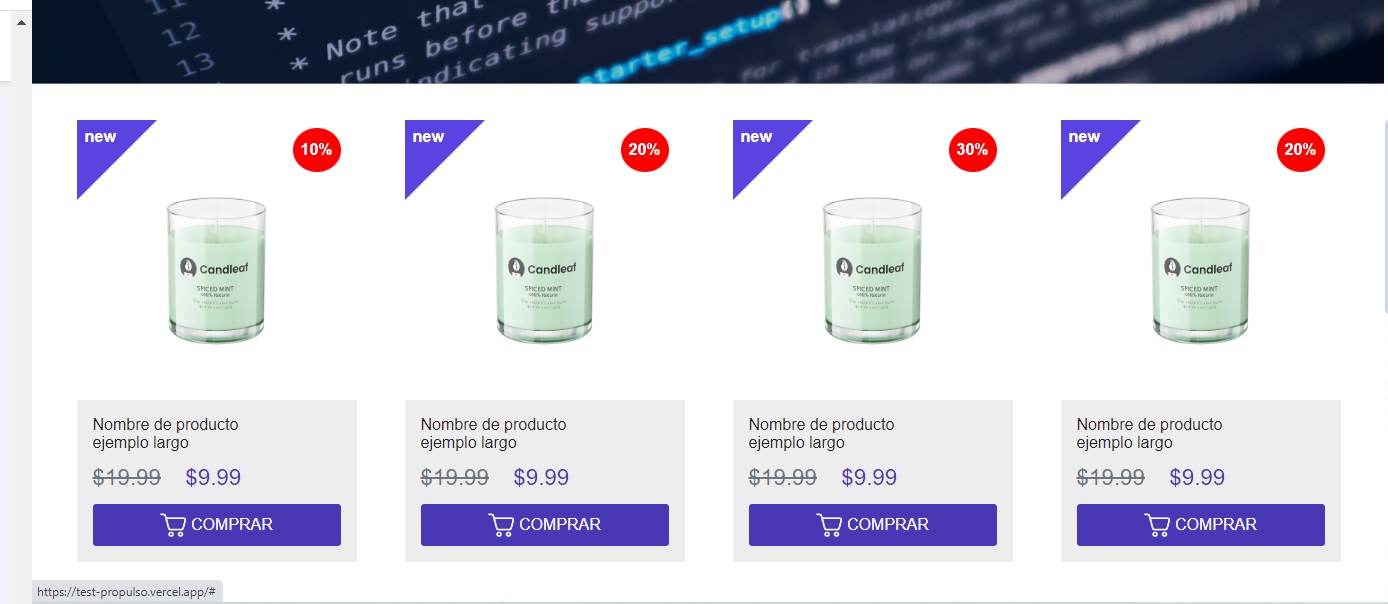 11
12 * Note that
13 * runs before the
indicating suppo
starter_setup() {
for translation.
in the /languages
new
10%
new
20%
new
30%
new
20%
Candleaf
SPICED MINT
100% Natural
Candleaf
SPICED MINT
100% Natural
Candleaf
SPICED MINT
100% Natural
Candleaf
SPICED MINT
100% Natural
Nombre de producto
ejemplo largo
$19.99 $9.99
COMPRAR
Nombre de producto
ejemplo largo
$19.99 $9.99
COMPRAR
Nombre de producto
ejemplo largo
$19.99 $9.99
COMPRAR
Nombre de producto
ejemplo largo
$19.99 $9.99
COMPRAR
https://test-propulso.vercel.app/#